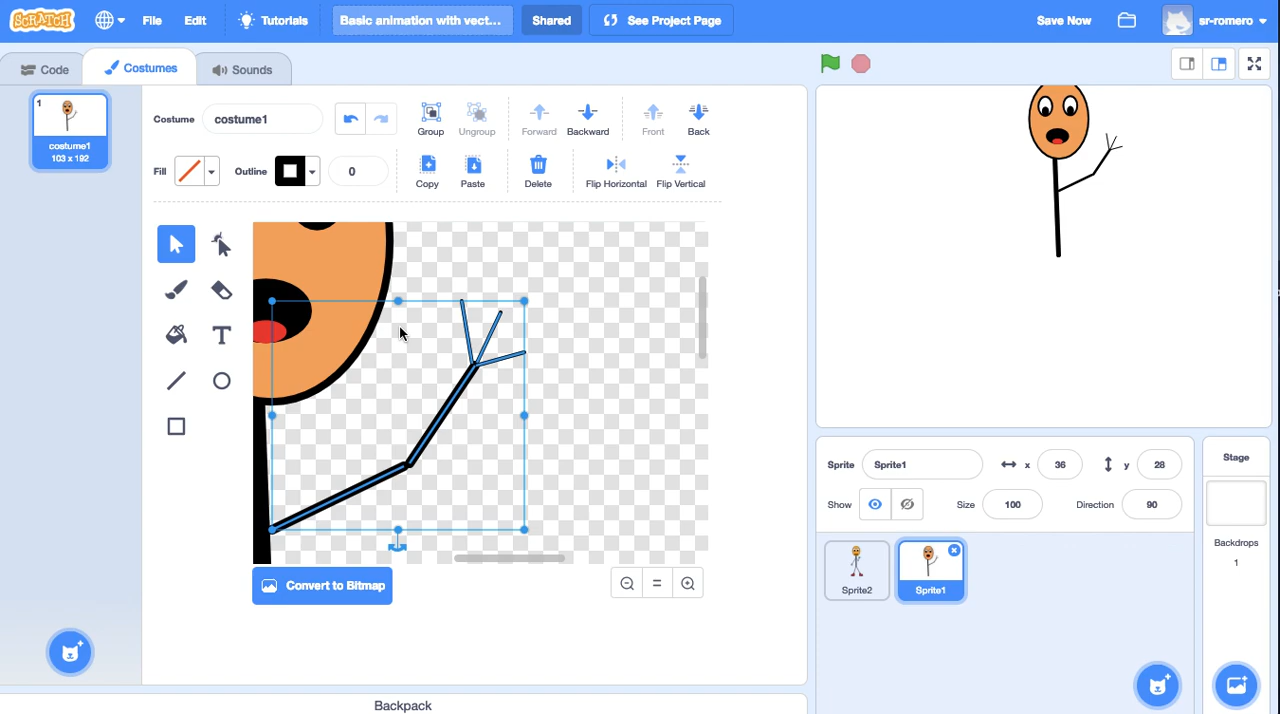 SCRATCH File Edit Tutorials Basic animation with vect... Shared See Project Page Save Now sr-romero
Code Costumes Sounds
1
costume1
103 x 192
Costume costume1 Group Ungroup Forward Backward Front Back
Fill Outline 0 Copy Paste Delete Flip Horizontal Flip Vertical
Convert to Bitmap
Sprite Sprite1 x 36 y 28
Show Size 100 Direction 90
Sprite2 Sprite1
Stage
Backdrops
1
Backpack